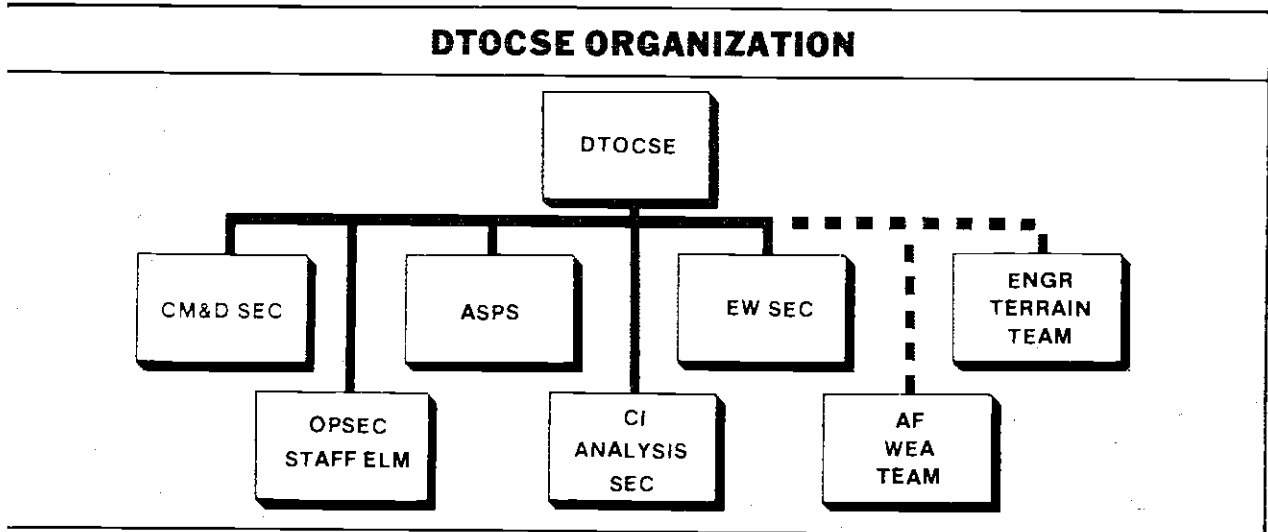 DTOCSE ORGANIZATION
DTOCSE
CM&D SEC
ASPS
EW SEC
ENGR
TERRAIN
TEAM
OPSEC
STAFF ELM
CI
ANALYSIS
SEC
AF
WEA
TEAM